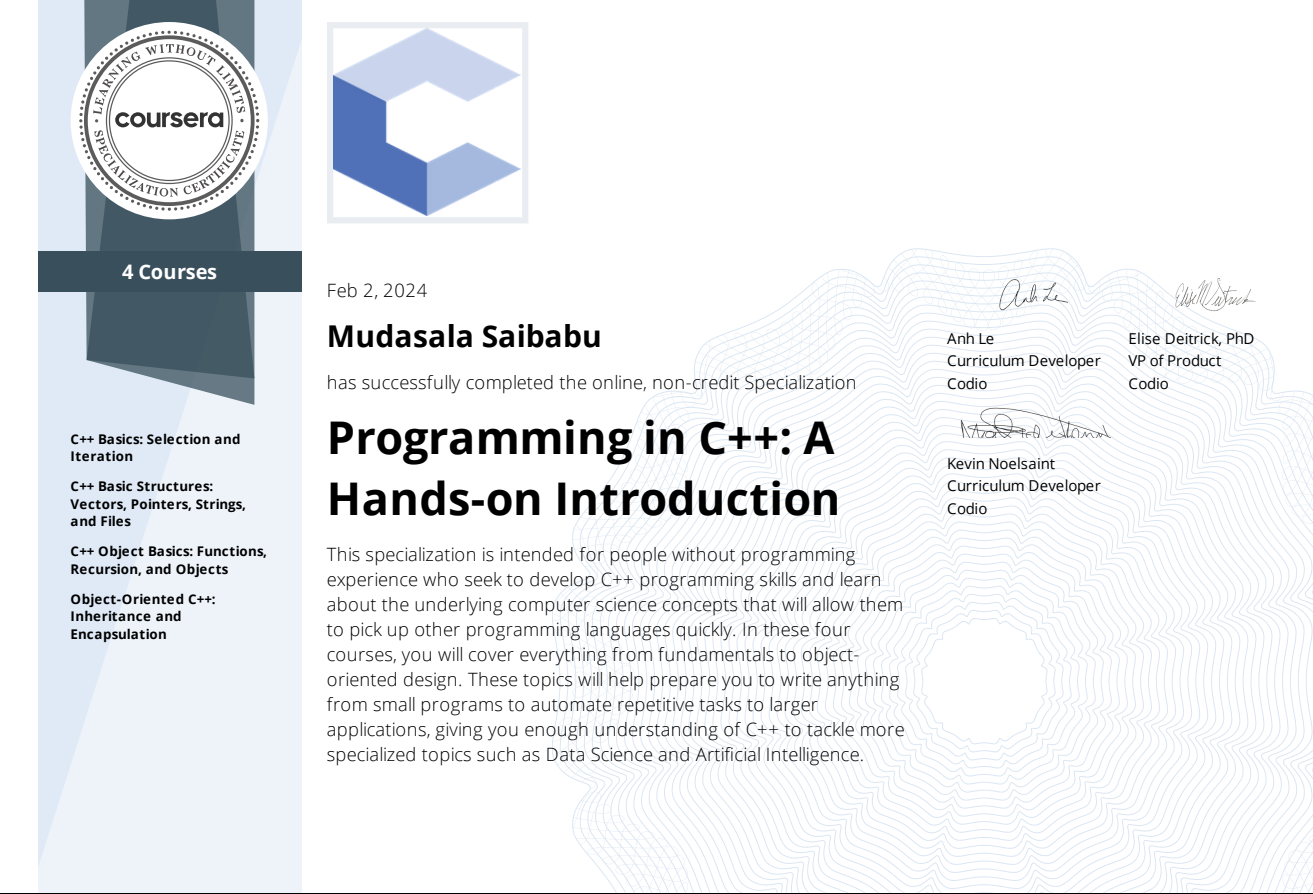 · LEARNING WITHOUT LIMITS ·
coursera
SPECIALIZATION CERTIFICATE
4 Courses
C++ Basics: Selection and
Iteration
C++ Basic Structures:
Vectors, Pointers, Strings,
and Files
C++ Object Basics: Functions,
Recursion, and Objects
Object-Oriented C++:
Inheritance and
Encapsulation
Feb 2, 2024
Mudasala Saibabu
has successfully completed the online, non-credit Specialization
Programming in C++: A
Hands-on Introduction
This specialization is intended for people without programming
experience who seek to develop C++ programming skills and learn
about the underlying computer science concepts that will allow them
to pick up other programming languages quickly. In these four
courses, you will cover everything from fundamentals to object-
oriented design. These topics will help prepare you to write anything
from small programs to automate repetitive tasks to larger
applications, giving you enough understanding of C++ to tackle more
specialized topics such as Data Science and Artificial Intelligence.
Anh Le
Anh Le
Curriculum Developer
Codio
Elise Deitrick, PhD
VP of Product
Codio
Kevin Noelsaint
Curriculum Developer
Codio